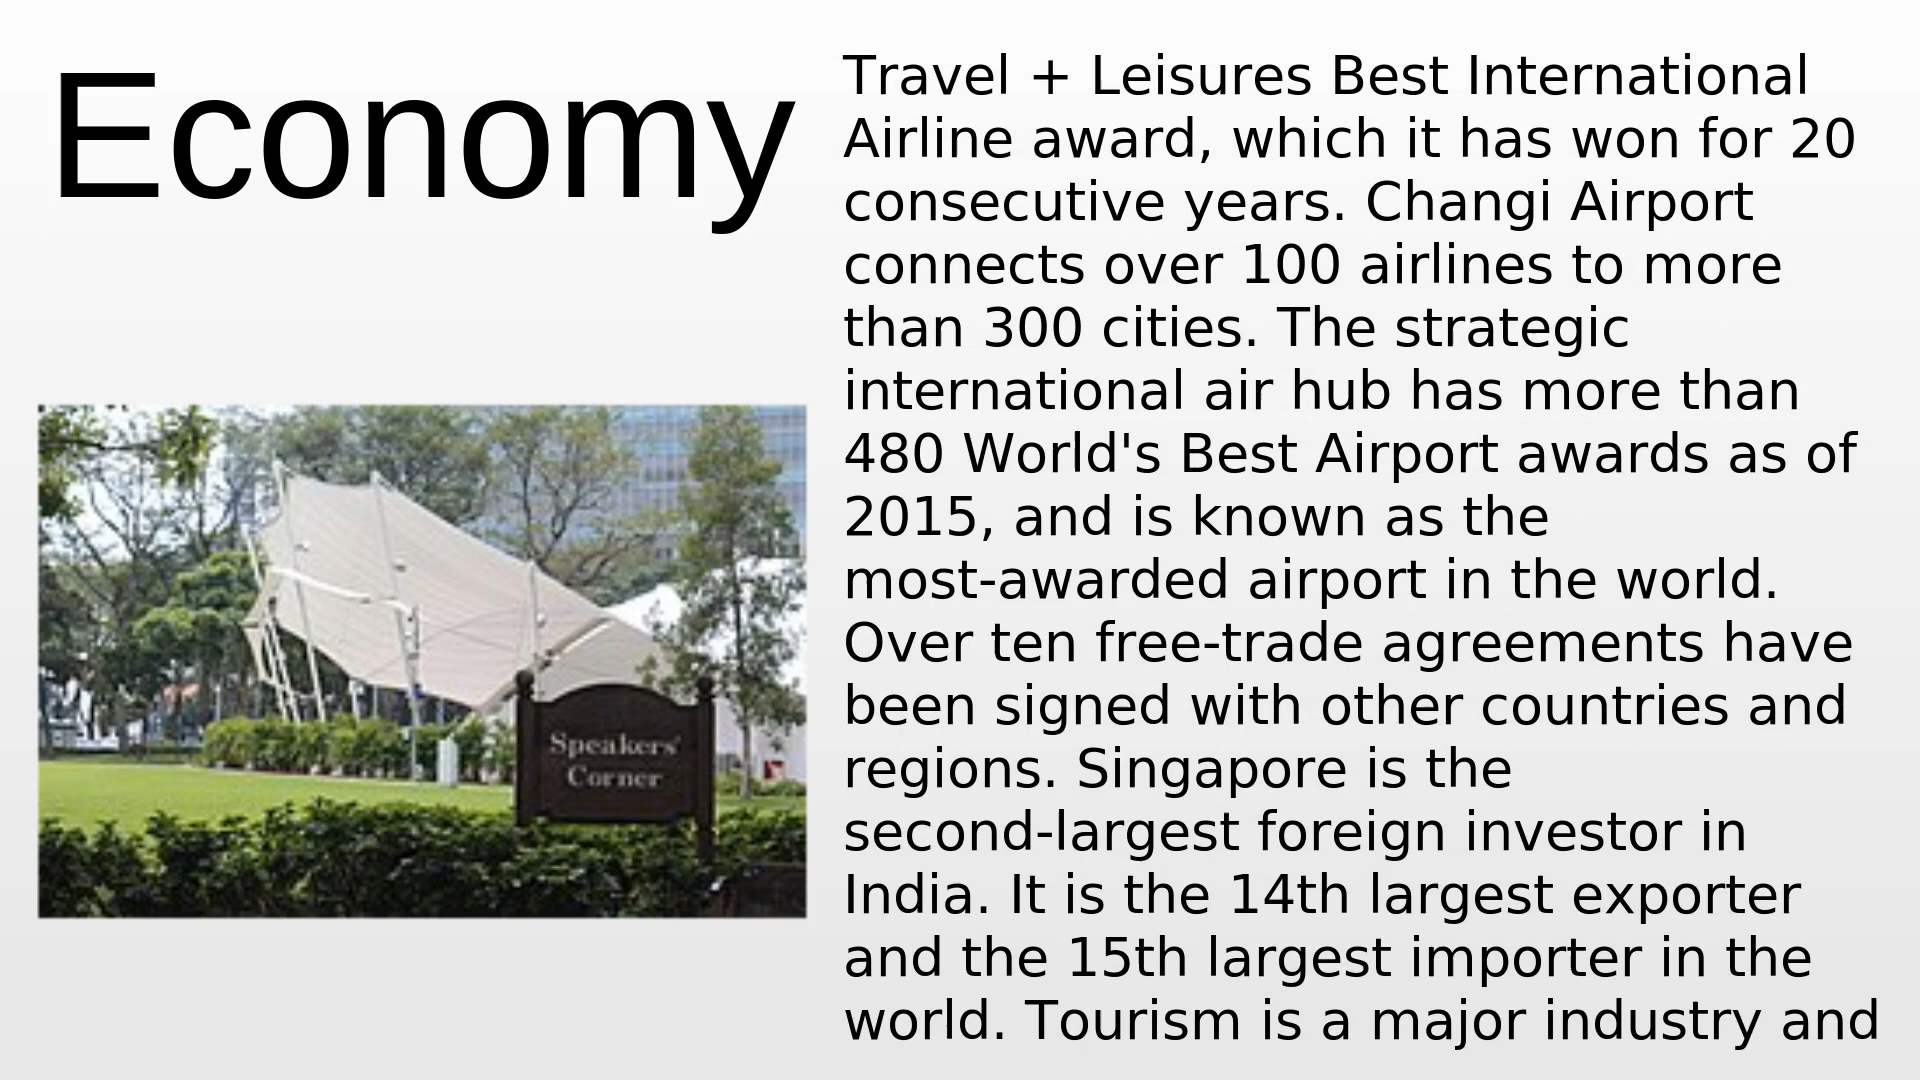 Economy
Travel + Leisures Best International
Airline award, which it has won for 20
consecutive years. Changi Airport
connects over 100 airlines to more
than 300 cities. The strategic
international air hub has more than
480 World's Best Airport awards as of
2015, and is known as the
most-awarded airport in the world.
Over ten free-trade agreements have
been signed with other countries and
regions. Singapore is the
second-largest foreign investor in
India. It is the 14th largest exporter
and the 15th largest importer in the
world. Tourism is a major industry and
Speakers'
Corner